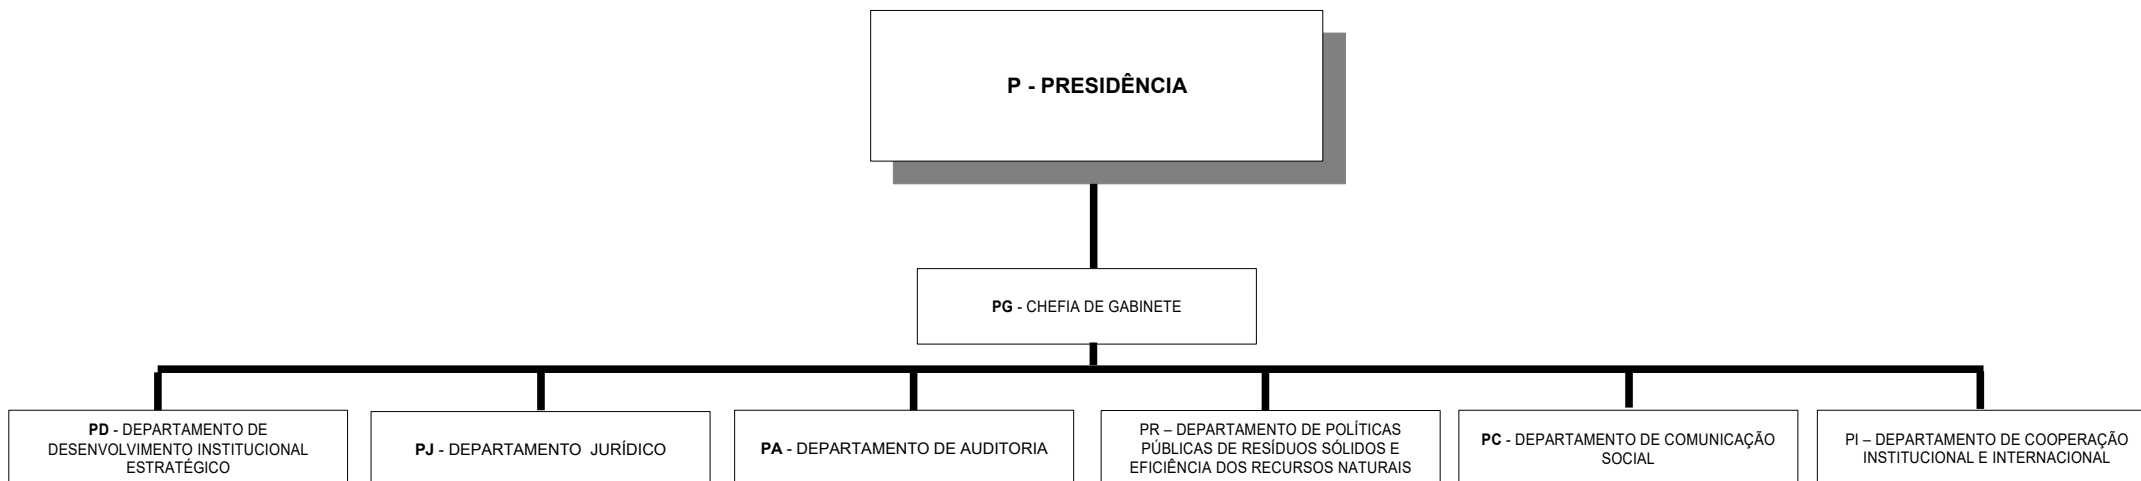 P - PRESIDÊNCIA
PG - CHEFIA DE GABINETE
PD - DEPARTAMENTO DE
DESENVOLVIMENTO INSTITUCIONAL
ESTRATÉGICO
PJ - DEPARTAMENTO JURÍDICO
PA - DEPARTAMENTO DE AUDITORIA
PR – DEPARTAMENTO DE POLÍTICAS
PÚBLICAS DE RESÍDUOS SÓLIDOS E
EFICIÊNCIA DOS RECURSOS NATURAIS
PC - DEPARTAMENTO DE COMUNICAÇÃO
SOCIAL
PI – DEPARTAMENTO DE COOPERAÇÃO
INSTITUCIONAL E INTERNACIONAL